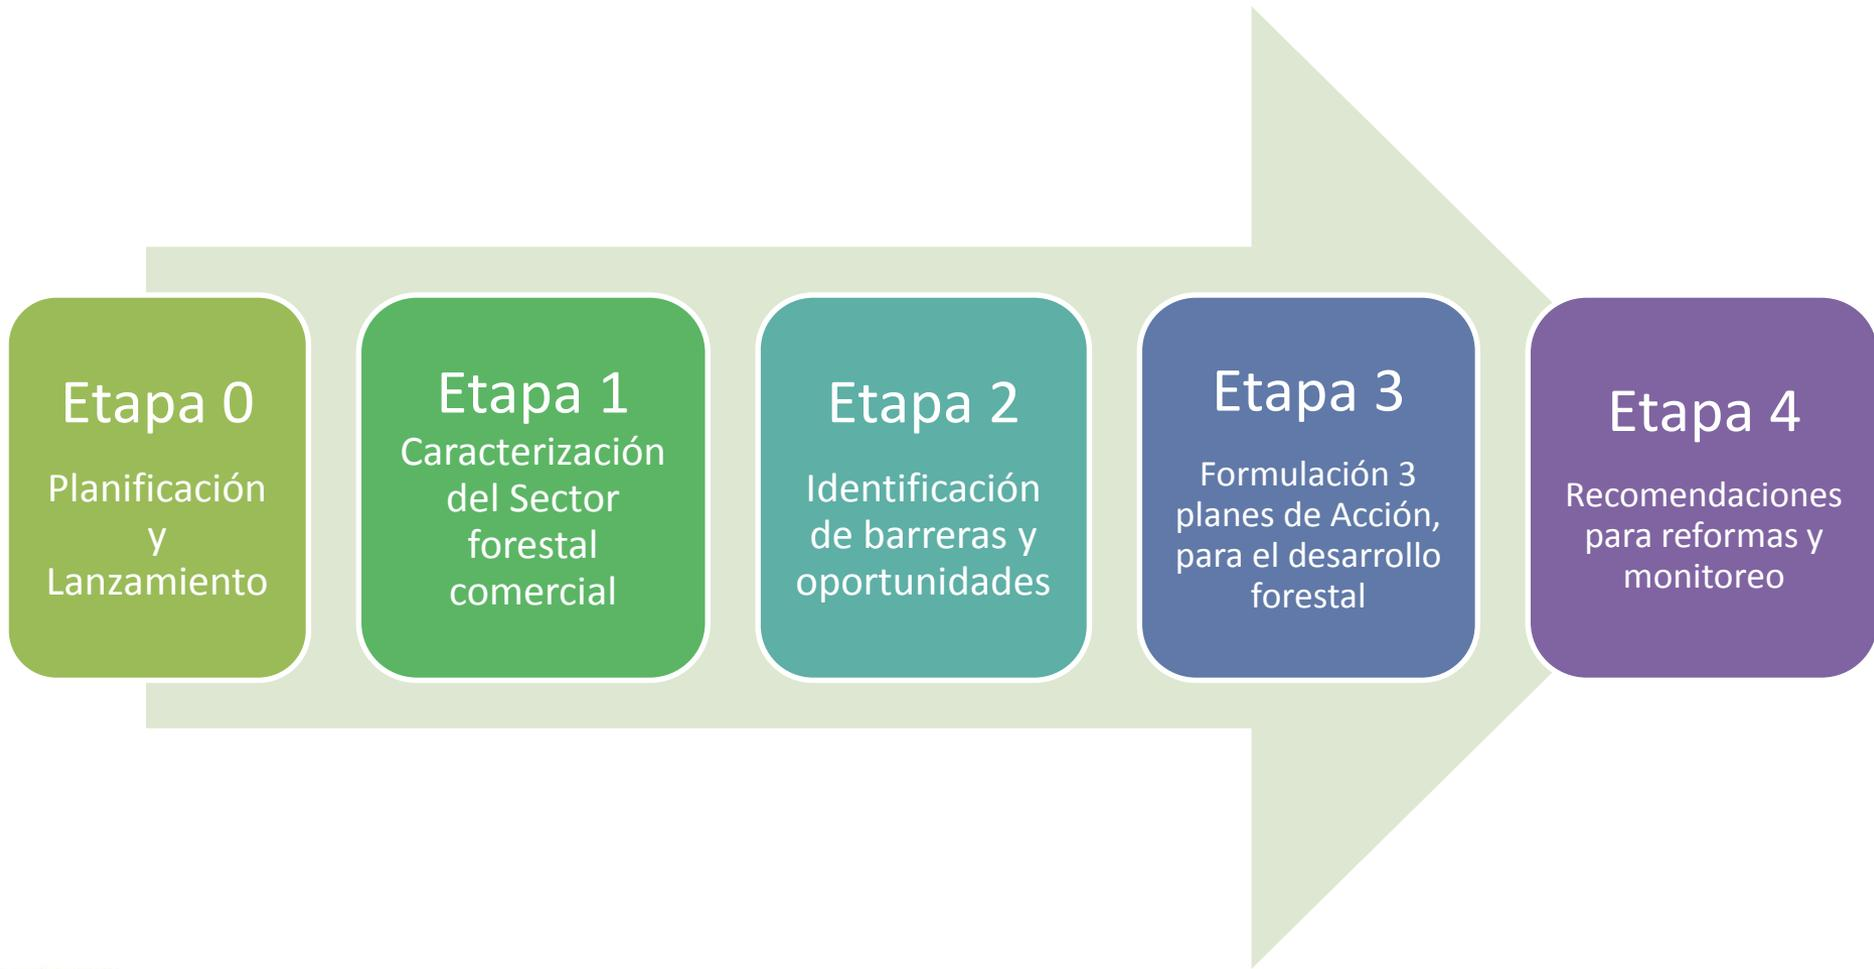 Etapa 0
Planificación
y
Lanzamiento
Etapa 1
Caracterización
del Sector
forestal
comercial
Etapa 2
Identificación
de barreras y
oportunidades
Etapa 3
Formulación 3
planes de Acción,
para el desarrollo
forestal
Etapa 4
Recomendaciones
para reformas y
monitoreo